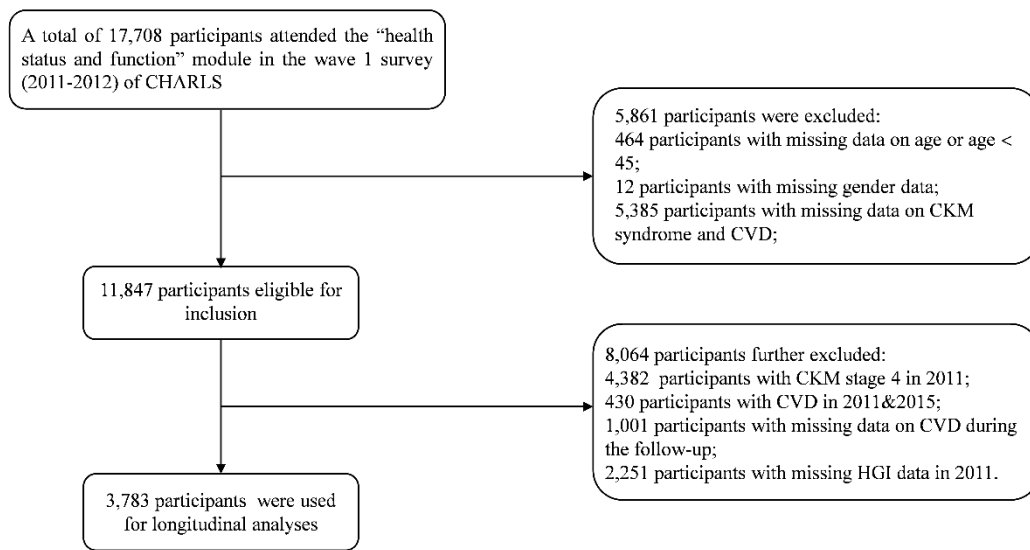 A total of 17,708 participants attended the “health
status and function” module in the wave 1 survey
(2011-2012) of CHARLS
5,861 participants were excluded:
464 participants with missing data on age or age <
45;
12 participants with missing gender data;
5,385 participants with missing data on CKM
syndrome and CVD;
11,847 participants eligible for
inclusion
8,064 participants further excluded:
4,382 participants with CKM stage 4 in 2011;
430 participants with CVD in 2011&2015;
1,001 participants with missing data on CVD during
the follow-up;
2,251 participants with missing HGI data in 2011.
3,783 participants were used
for longitudinal analyses